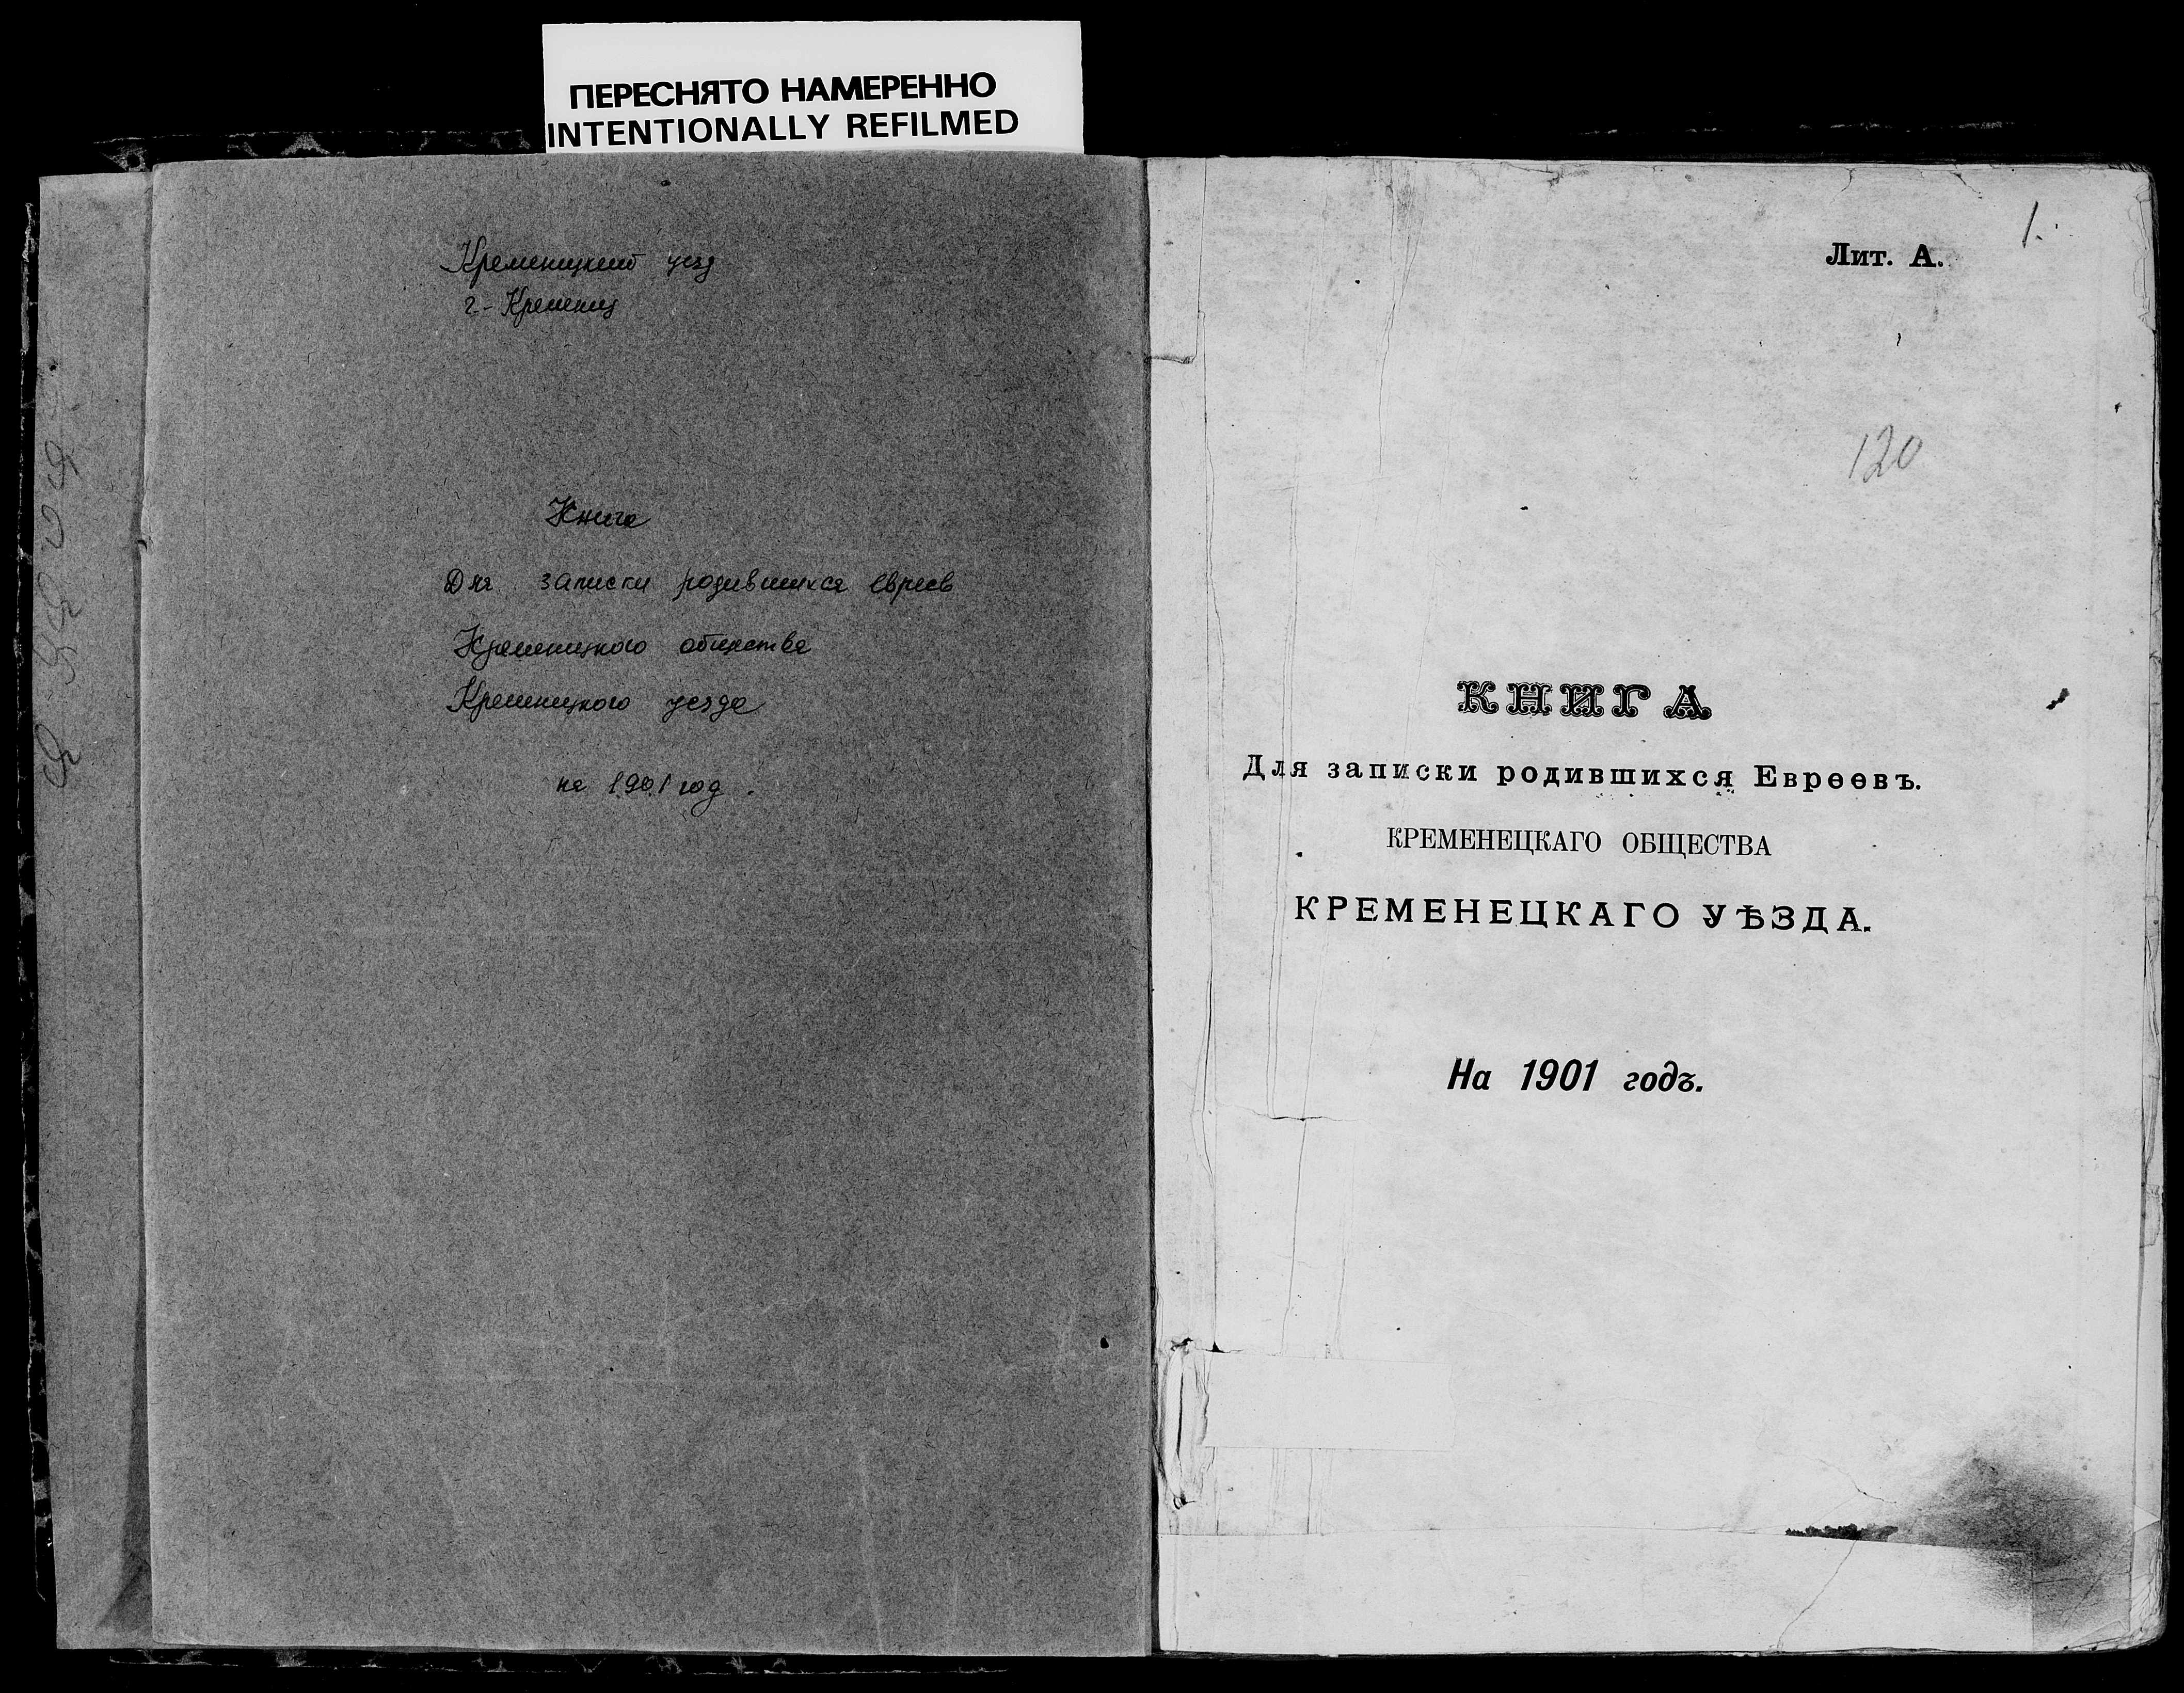 ПЕРЕСНЯТО НАМЕРЕННО
INTENTIONALLY REFILMED
Кременецкий уезд
г.- Кременец
Книга
Для записки родившихся евреев
Кременецкого общества
Кременецкого уезда
на 1901 год.
1.
Лит. А.
120
КНИГА
Для записки родившихся Евреевъ.
КРЕМЕНЕЦКАГО ОБЩЕСТВА
КРЕМЕНЕЦКАГО УѢЗДА.
На 1901 годъ.